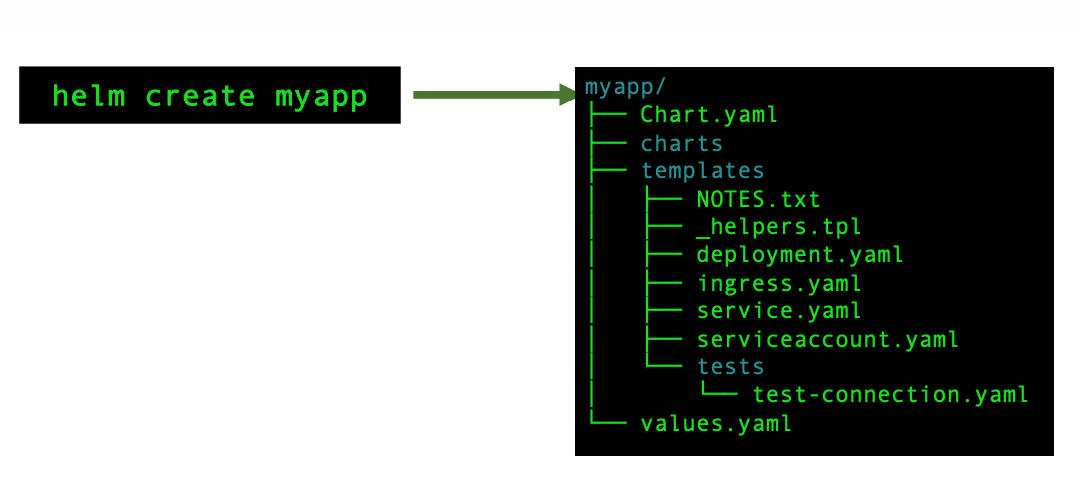 helm create myapp
myapp/
├── Chart.yaml
├── charts
├── templates
│   ├── NOTES.txt
│   ├── _helpers.tpl
│   ├── deployment.yaml
│   ├── ingress.yaml
│   ├── service.yaml
│   ├── serviceaccount.yaml
│   └── tests
│       └── test-connection.yaml
└── values.yaml